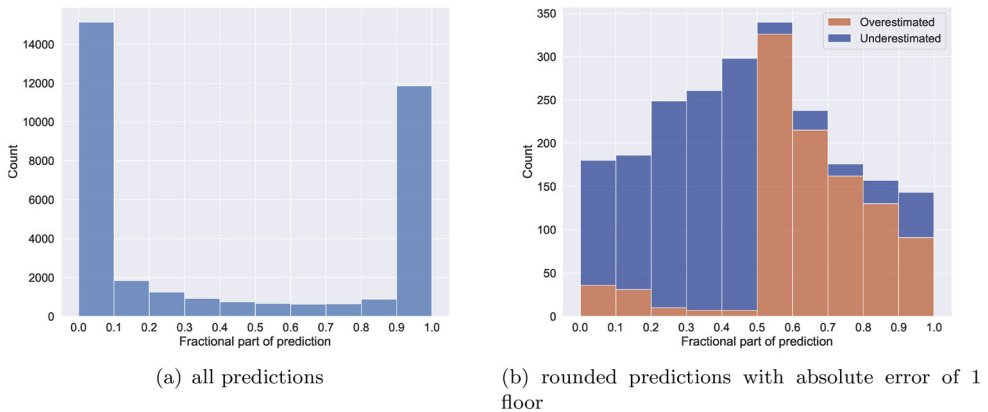 14000
12000
10000
8000
6000
4000
2000
0
Count
0.0 0.1 0.2 0.3 0.4 0.5 0.6 0.7 0.8 0.9 1.0
Fractional part of prediction
(a) all predictions
350
300
250
200
150
100
50
0
Count
Overestimated
Underestimated
0.0 0.1 0.2 0.3 0.4 0.5 0.6 0.7 0.8 0.9 1.0
Fractional part of prediction
(b) rounded predictions with absolute error of 1
floor